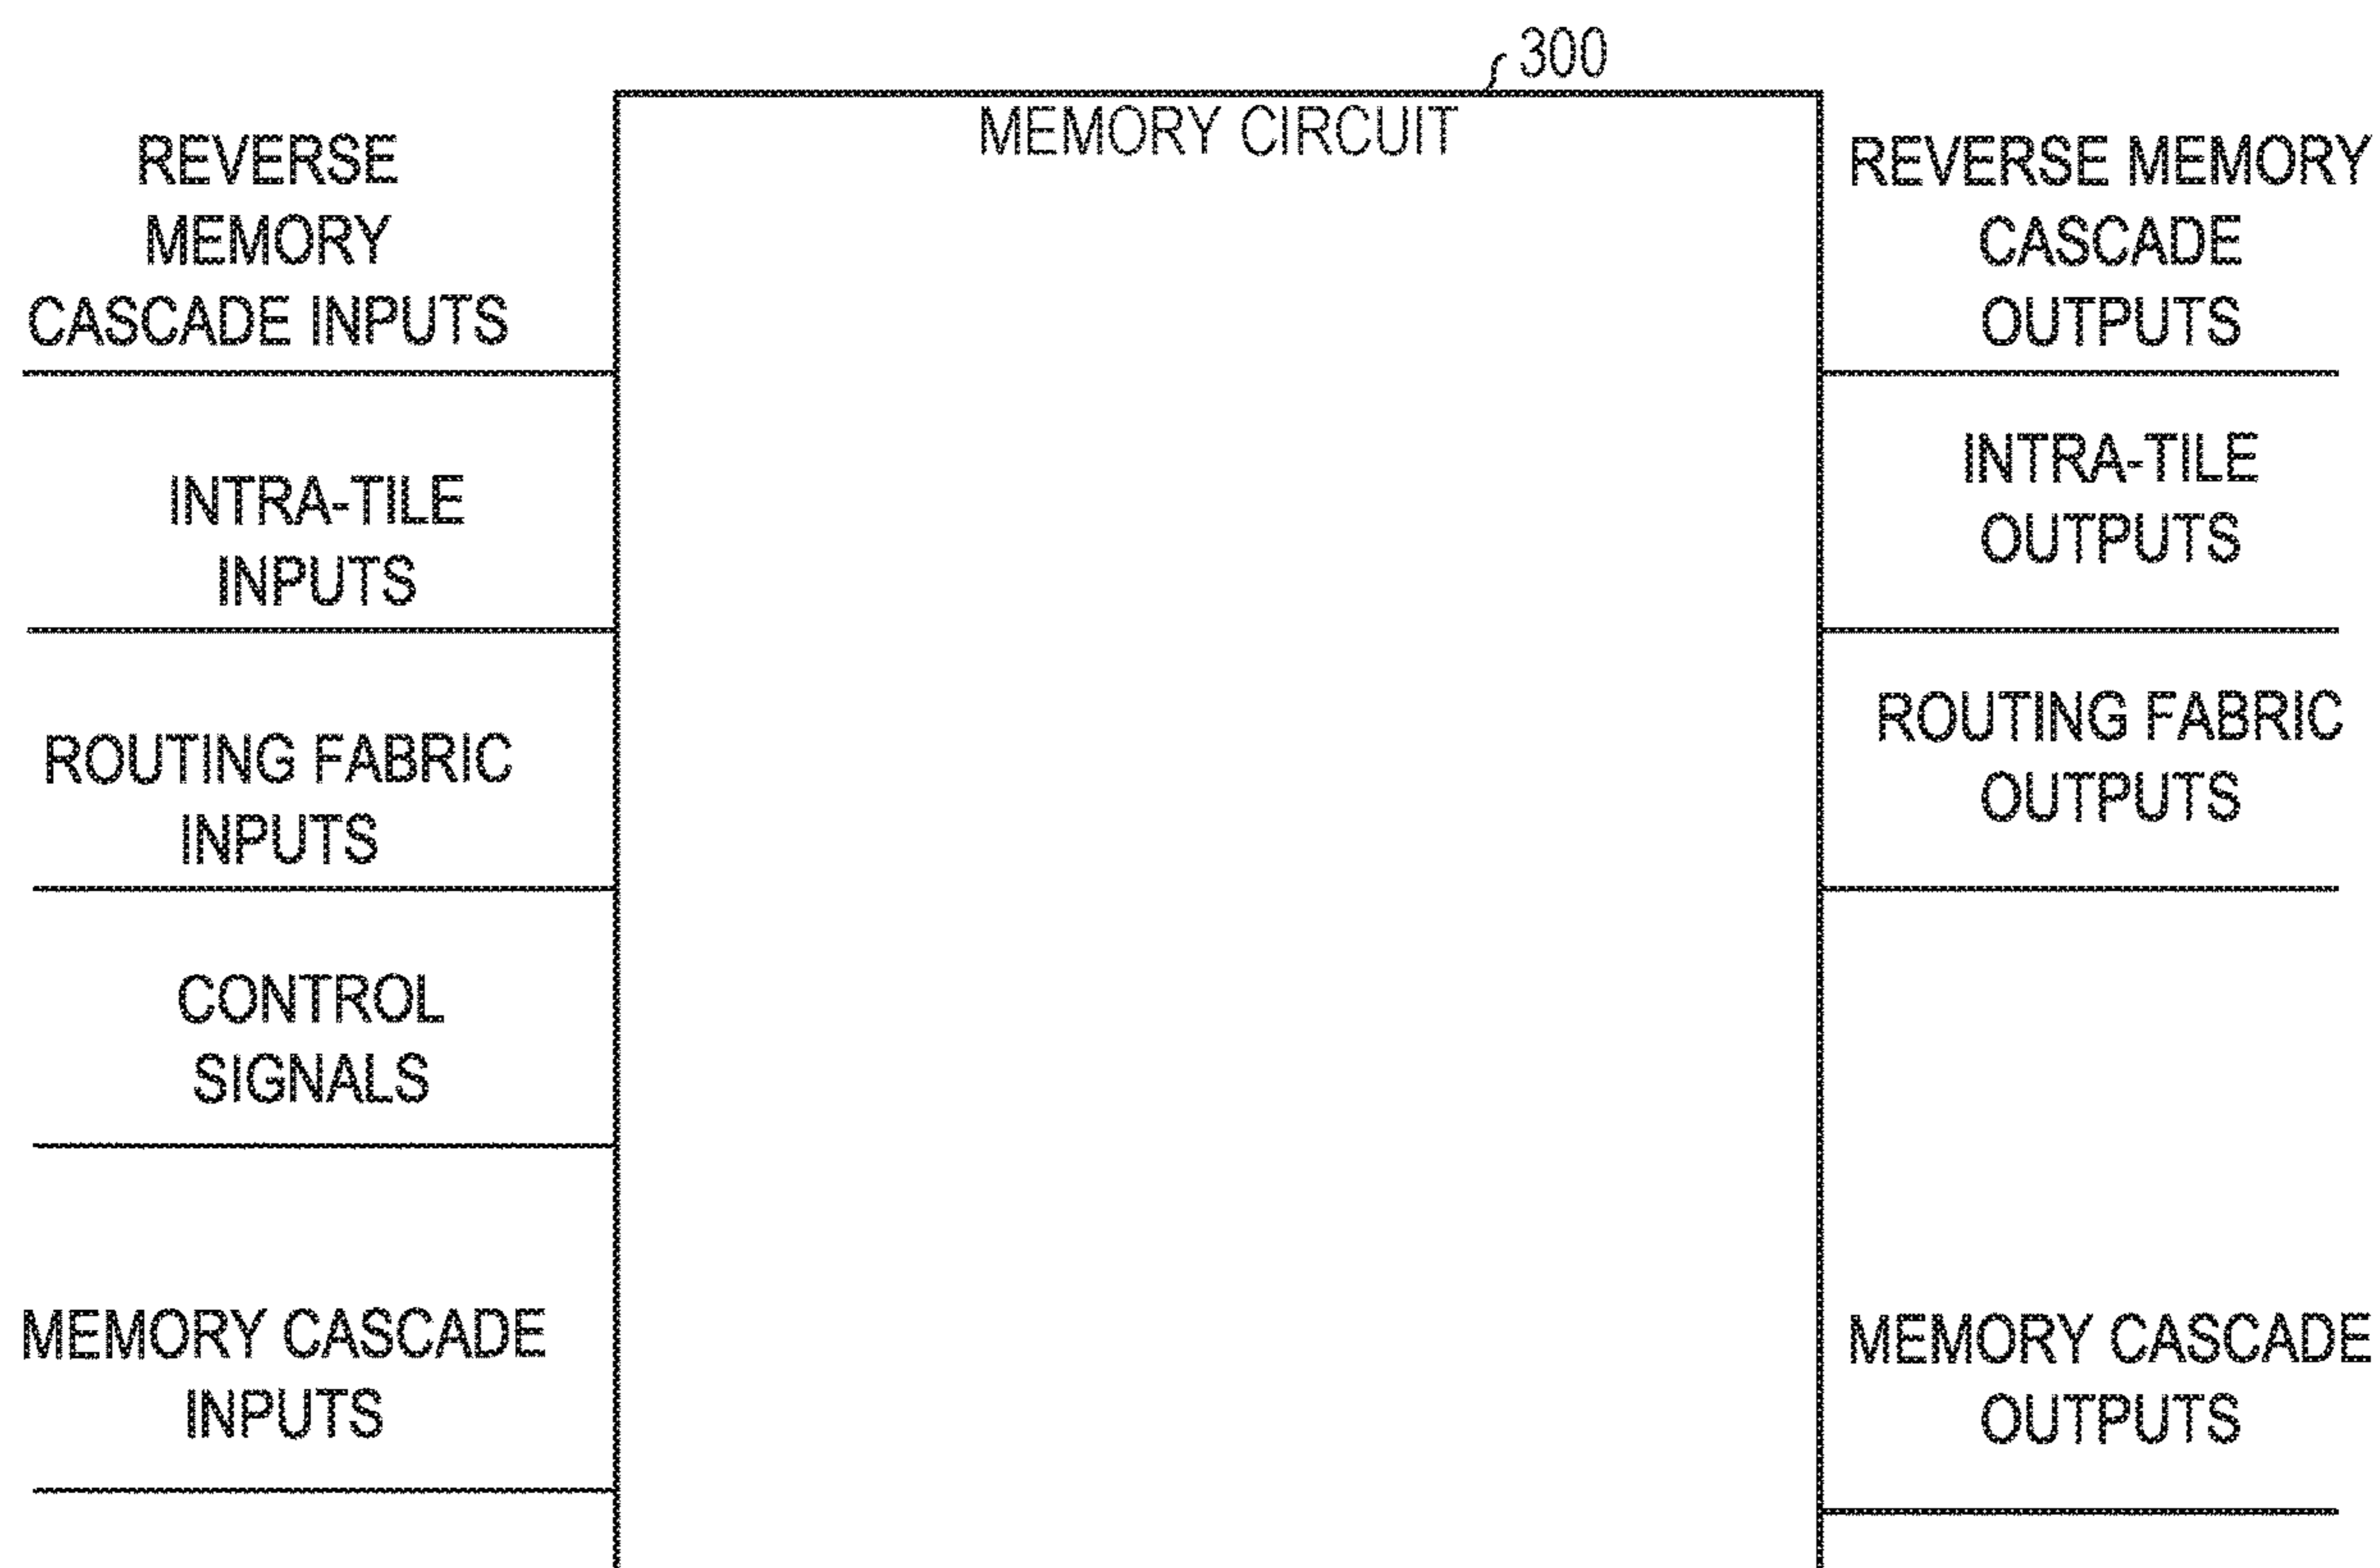 300
MEMORY CIRCUIT
REVERSE
MEMORY
CASCADE INPUTS
INTRA-TILE
INPUTS
ROUTING FABRIC
INPUTS
CONTROL
SIGNALS
MEMORY CASCADE
INPUTS
REVERSE MEMORY
CASCADE
OUTPUTS
INTRA-TILE
OUTPUTS
ROUTING FABRIC
OUTPUTS
MEMORY CASCADE
OUTPUTS